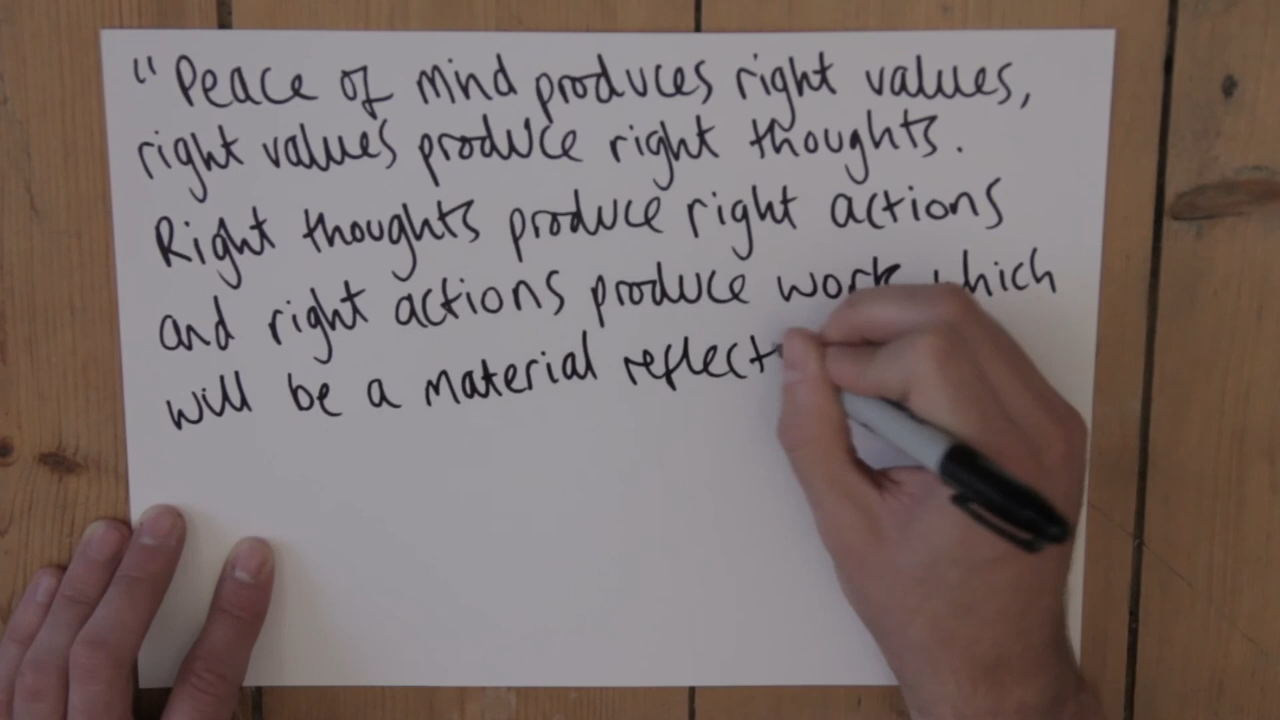 “Peace of mind produces right values,
right values produce right thoughts.
Right thoughts produce right actions
and right actions produce work which
will be a material reflect